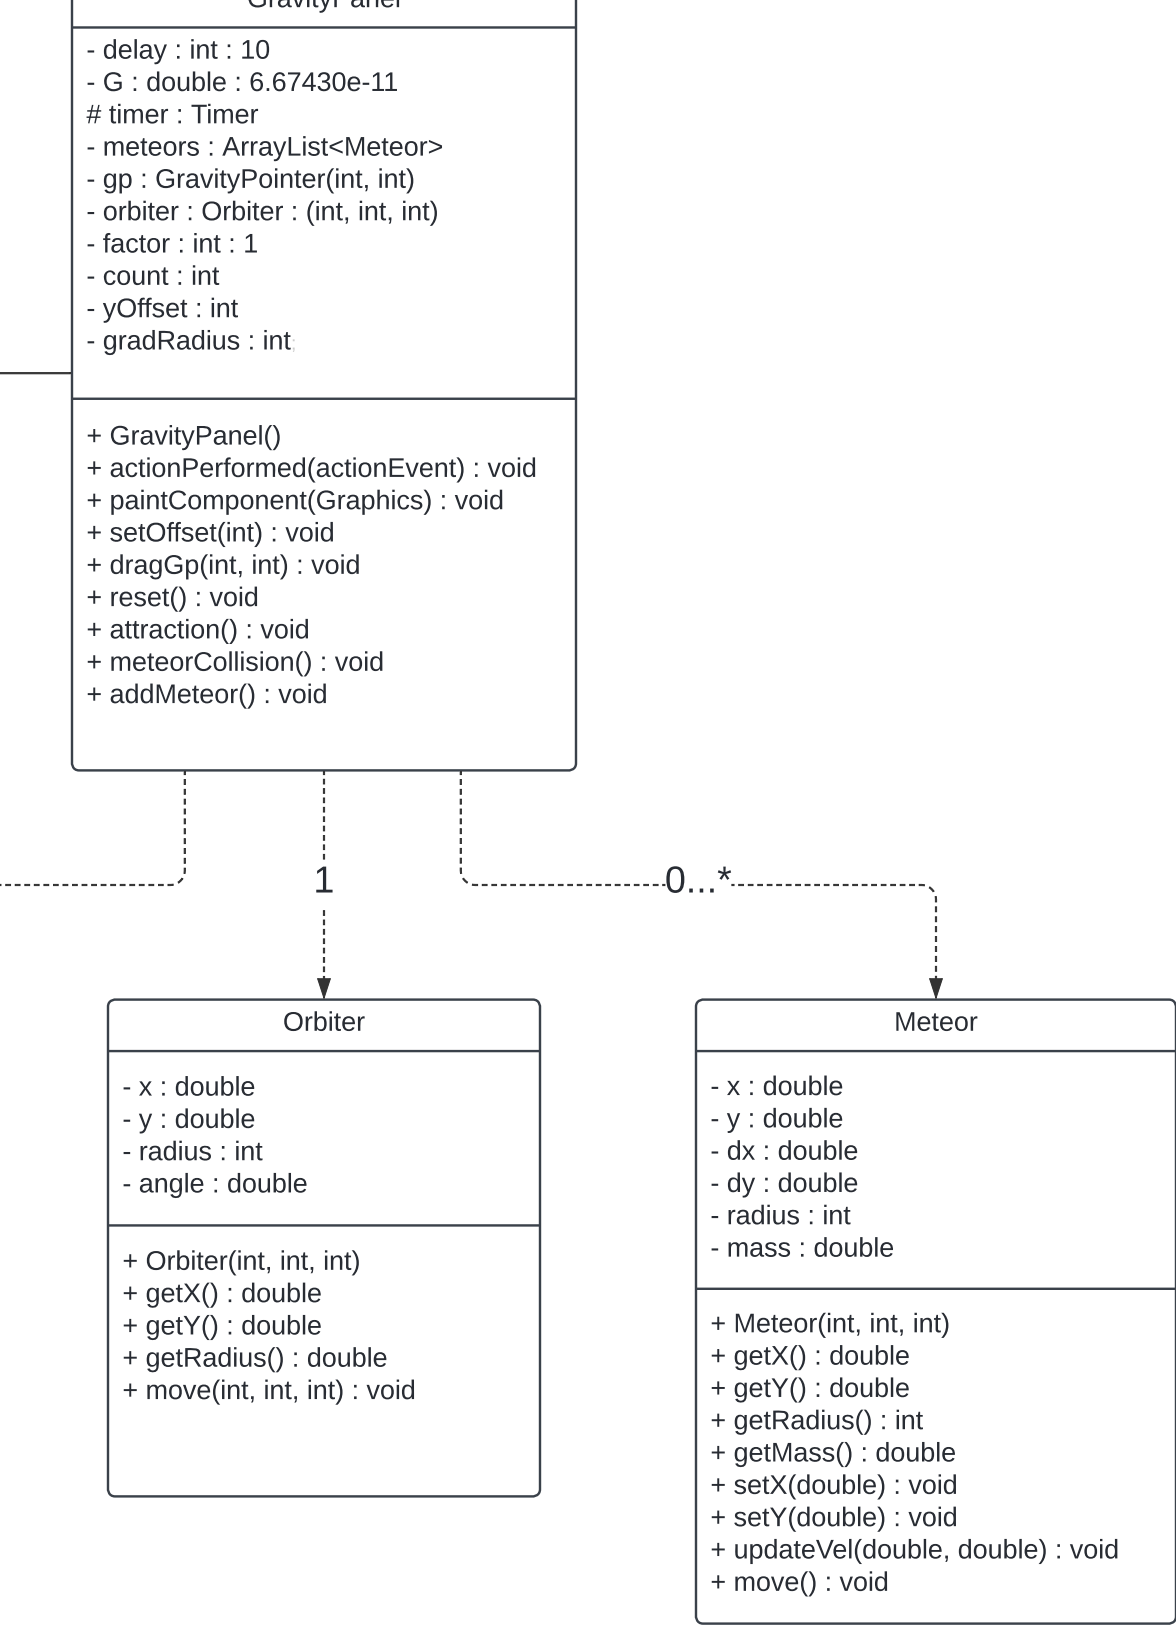 GravityPanel
- delay : int : 10
- G : double : 6.67430e-11
# timer : Timer
- meteors : ArrayList<Meteor>
- gp : GravityPointer(int, int)
- orbiter : Orbiter : (int, int, int)
- factor : int : 1
- count : int
- yOffset : int
- gradRadius : int;
+ GravityPanel()
+ actionPerformed(actionEvent) : void
+ paintComponent(Graphics) : void
+ setOffset(int) : void
+ dragGp(int, int) : void
+ reset() : void
+ attraction() : void
+ meteorCollision() : void
+ addMeteor() : void
1
0...*
Orbiter
- x : double
- y : double
- radius : int
- angle : double
+ Orbiter(int, int, int)
+ getX() : double
+ getY() : double
+ getRadius() : double
+ move(int, int, int) : void
Meteor
- x : double
- y : double
- dx : double
- dy : double
- radius : int
- mass : double
+ Meteor(int, int, int)
+ getX() : double
+ getY() : double
+ getRadius() : int
+ getMass() : double
+ setX(double) : void
+ setY(double) : void
+ updateVel(double, double) : void
+ move() : void